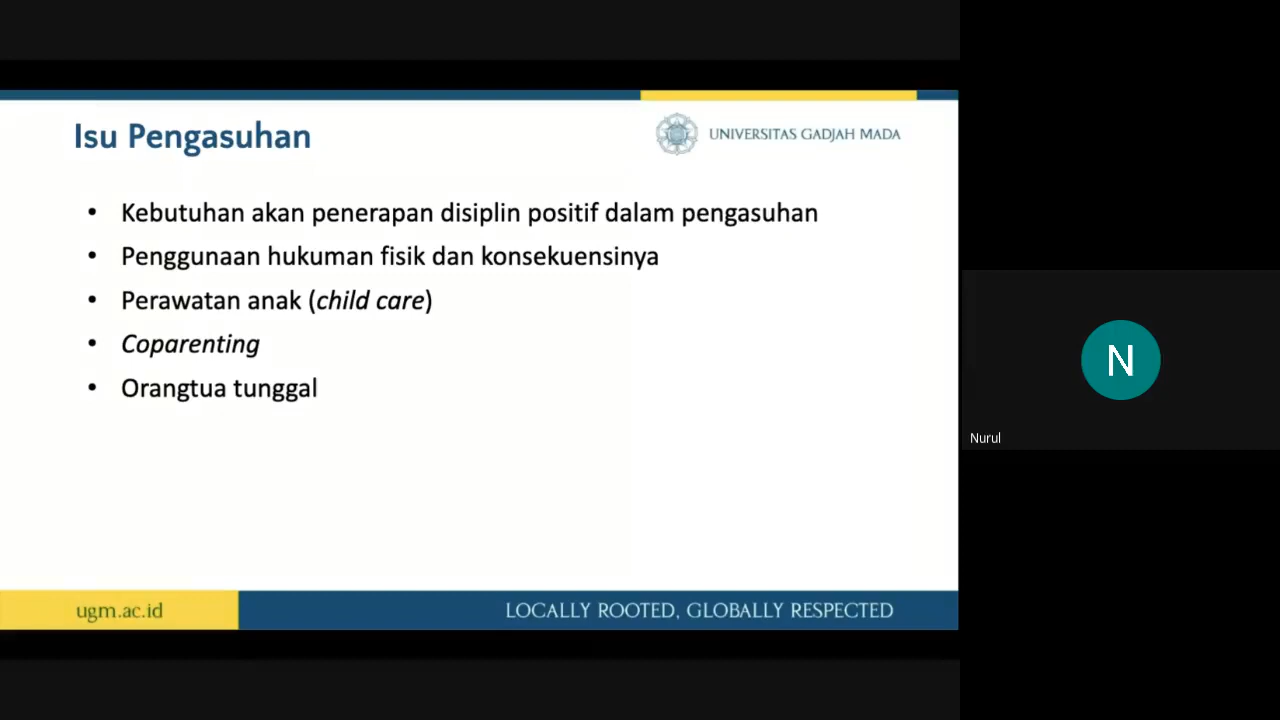 Isu Pengasuhan
UNIVERSITAS GADJAH MADA
• Kebutuhan akan penerapan disiplin positif dalam pengasuhan
• Penggunaan hukuman fisik dan konsekuensinya
• Perawatan anak (child care)
• Coparenting
• Orangtua tunggal
N
Nurul
ugm.ac.id
LOCALLY ROOTED, GLOBALLY RESPECTED